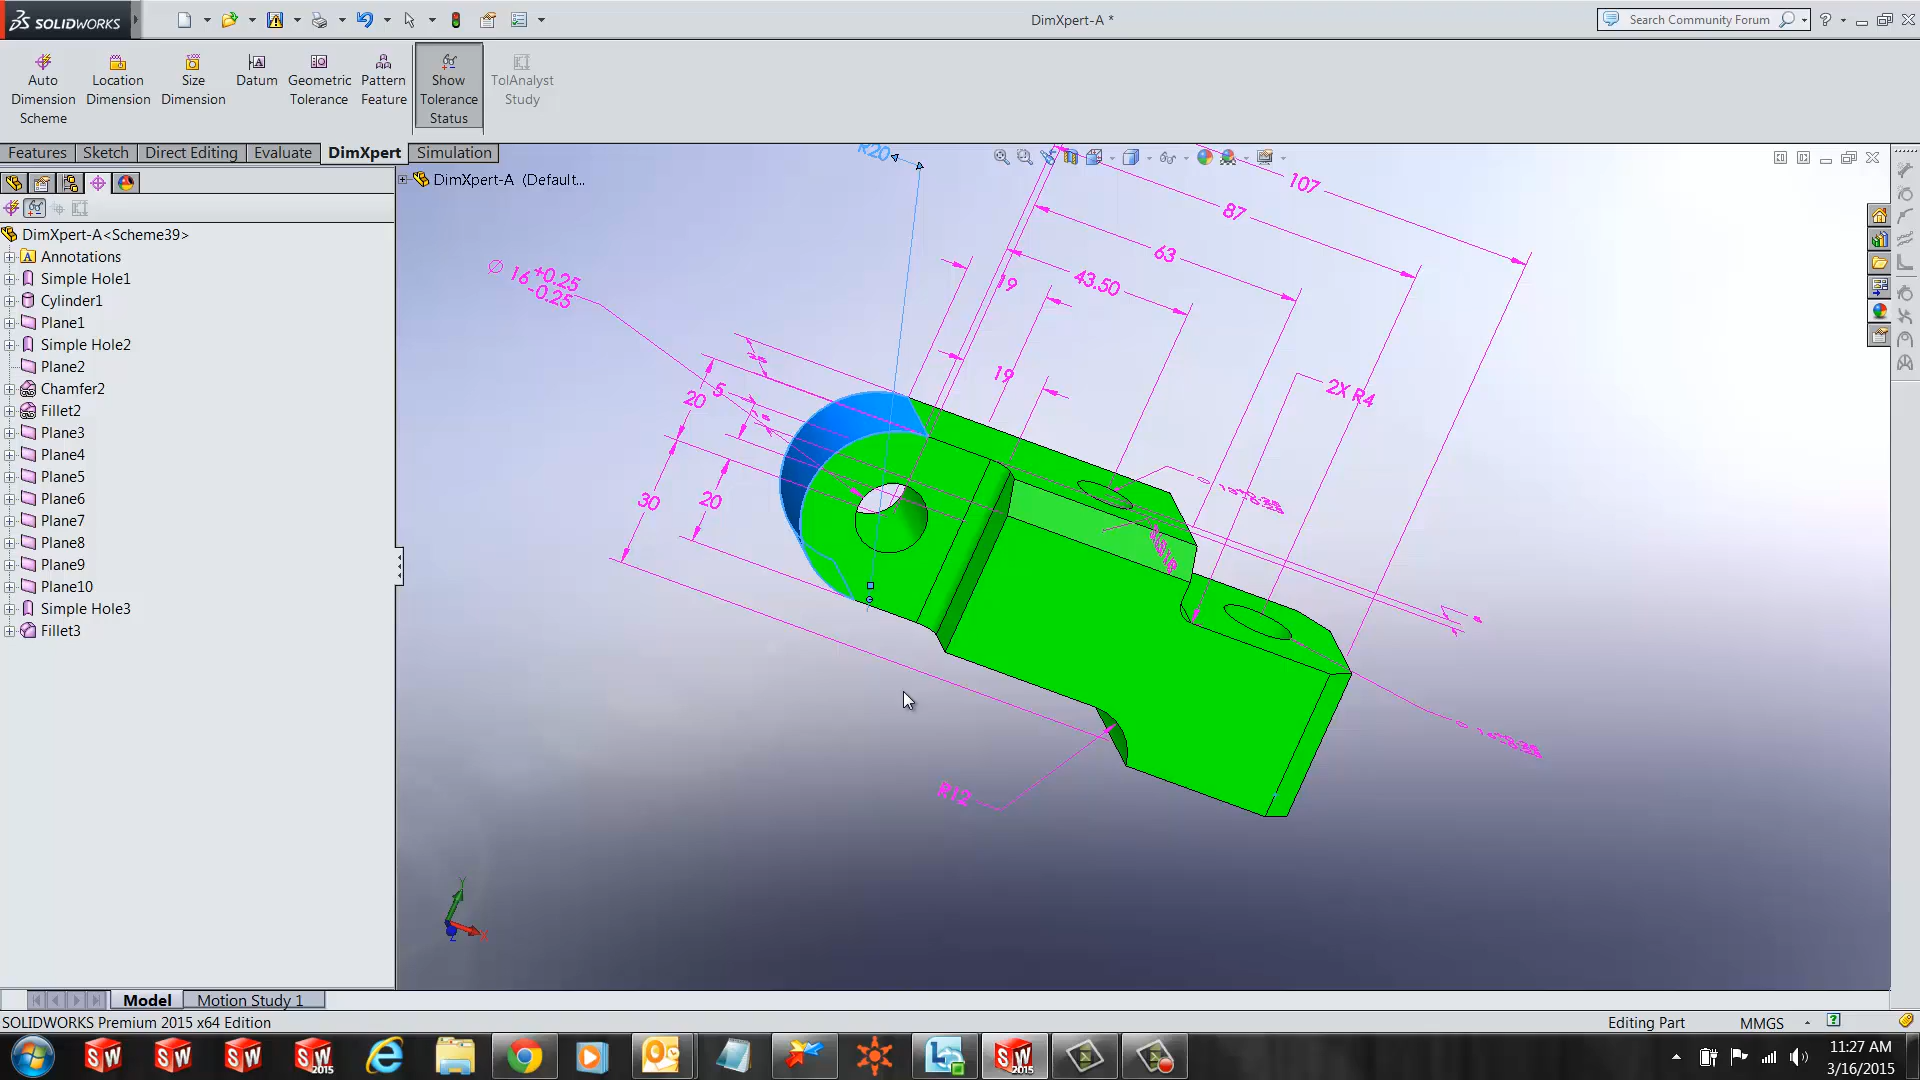 SOLIDWORKS
DimXpert-A *
Search Community Forum
Auto Dimension Scheme
Location Dimension
Size Dimension
Datum
Geometric Tolerance
Pattern Feature
Show Tolerance Status
TolAnalyst Study
Features
Sketch
Direct Editing
Evaluate
DimXpert
Simulation
DimXpert-A (Default...
DimXpert-A<Scheme39>
Annotations
Simple Hole1
Cylinder1
Plane1
Simple Hole2
Plane2
Chamfer2
Fillet2
Plane3
Plane4
Plane5
Plane6
Plane7
Plane8
Plane9
Plane10
Simple Hole3
Fillet3
R20
107
87
63
43.50
19
19
∅ 16 +0.25 -0.25
2X R4
20
5
30
20
R12
Y
X
Z
Model
Motion Study 1
SOLIDWORKS Premium 2015 x64 Edition
Editing Part
MMGS
11:27 AM
3/16/2015